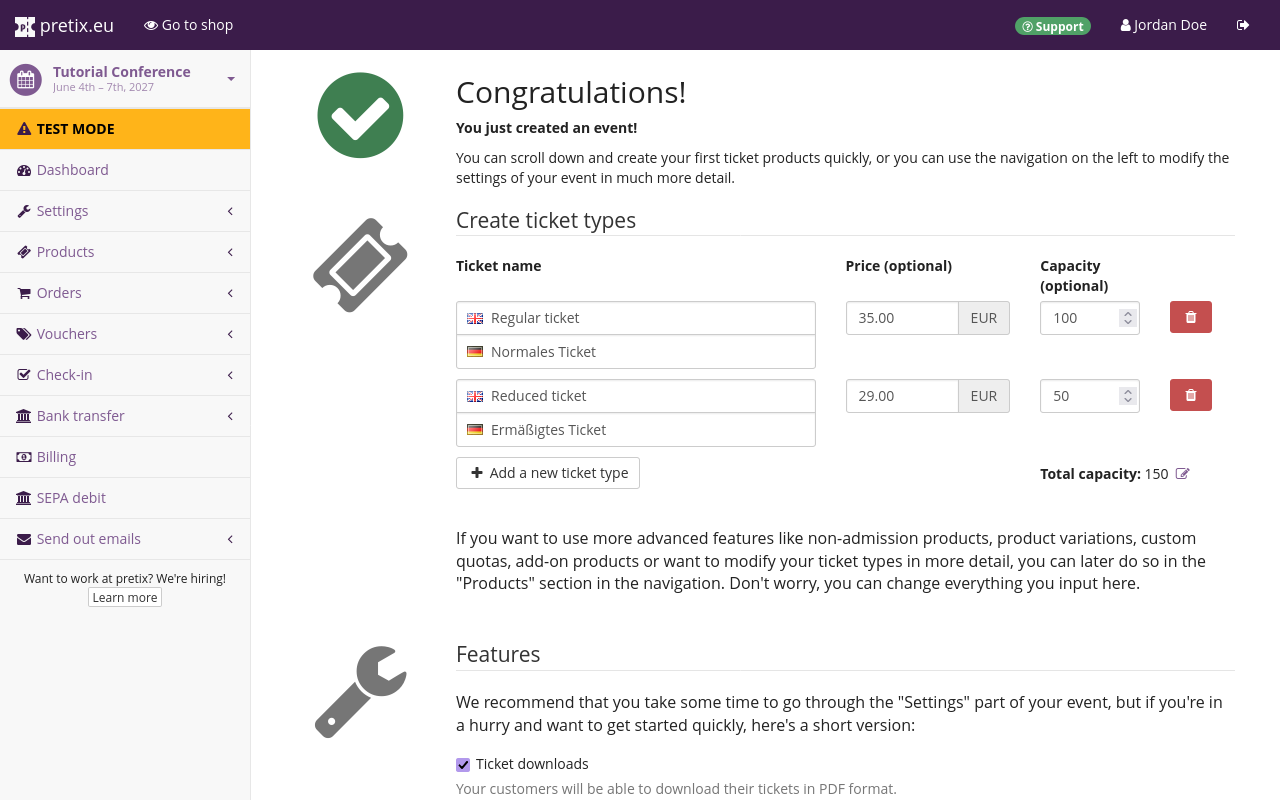 pretix.eu
Go to shop
Support
Jordan Doe
Tutorial Conference
June 4th – 7th, 2027
TEST MODE
Dashboard
Settings
Products
Orders
Vouchers
Check-in
Bank transfer
Billing
SEPA debit
Send out emails
Want to work at pretix? We're hiring!
Learn more
Congratulations!
You just created an event!
You can scroll down and create your first ticket products quickly, or you can use the navigation on the left to modify the
settings of your event in much more detail.
Create ticket types
Ticket name
Price (optional)
Capacity
(optional)
Regular ticket
35.00
EUR
100
Normales Ticket
Reduced ticket
29.00
EUR
50
Ermäßigtes Ticket
Add a new ticket type
Total capacity: 150
If you want to use more advanced features like non-admission products, product variations, custom
quotas, add-on products or want to modify your ticket types in more detail, you can later do so in the
"Products" section in the navigation. Don't worry, you can change everything you input here.
Features
We recommend that you take some time to go through the "Settings" part of your event, but if you're in
a hurry and want to get started quickly, here's a short version:
Ticket downloads
Your customers will be able to download their tickets in PDF format.